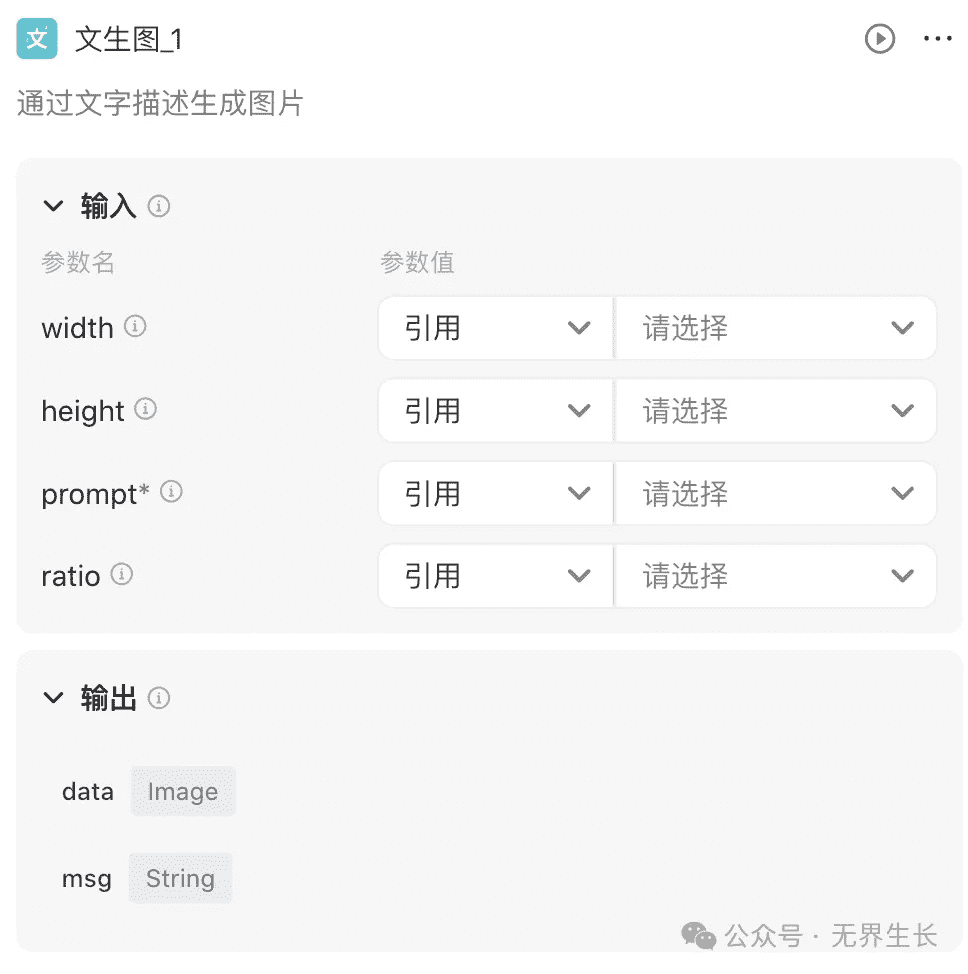 文 文生图_1
通过文字描述生成图片
输入
参数名 参数值
width 引用 请选择
height 引用 请选择
prompt* 引用 请选择
ratio 引用 请选择
输出
data Image
msg String
公众号 · 无界生长